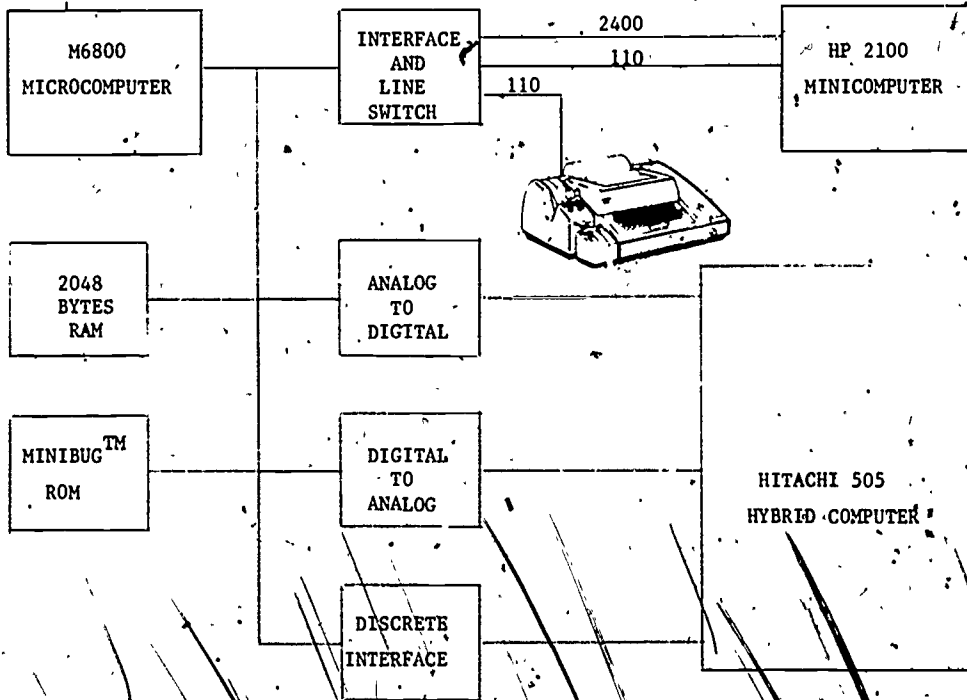 M6800
MICROCOMPUTER
INTERFACE
AND
LINE
SWITCH
2400
110
110
HP 2100
MINICOMPUTER
2048
BYTES
RAM
ANALOG
TO
DIGITAL
MINIBUG™
ROM
DIGITAL
TO
ANALOG
HITACHI 505
HYBRID COMPUTER
DISCRETE
INTERFACE